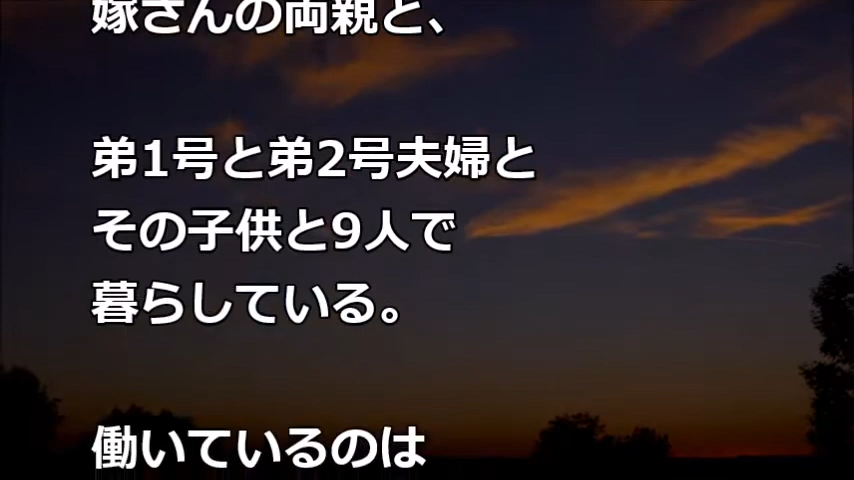 嫁さんの両親と、
弟1号と弟2号夫婦と
その子供と9人で
暮らしている。
働いているのは